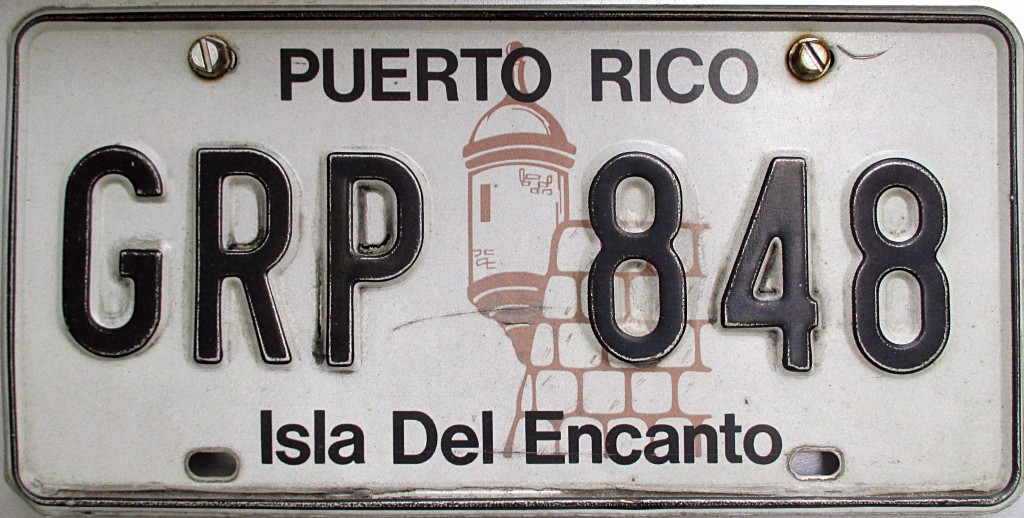 PUERTO RICO
GRP 848
Isla Del Encanto